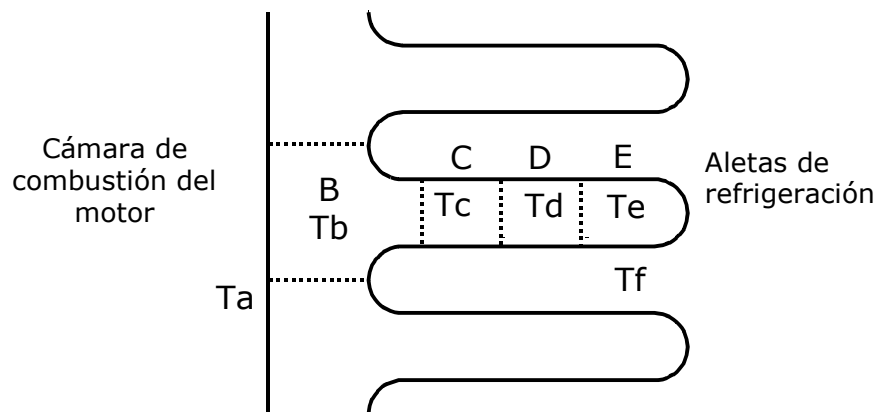 Cámara de
combustión del
motor
Ta
B
Tb
C D E
Tc Td Te
Tf
Aletas de
refrigeración